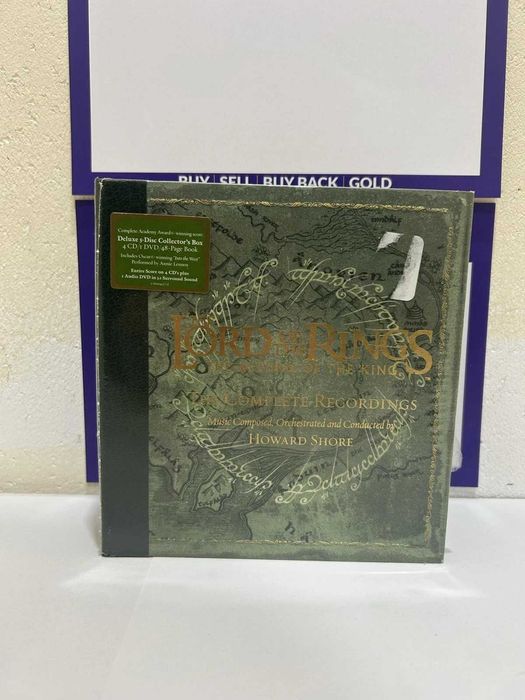 BUY | SELL | BUY BACK | GOLD
Complete Academy Award®-winning score
Deluxe 5-Disc Collector's Box
4 CD/1 DVD/48-Page Book
Includes Oscar®-winning "Into the West"
Performed by Annie Lennox
Entire Score on 4 CD's plus
1 Audio DVD in 5.1 Surround Sound
THE LORD OF THE RINGS
THE RETURN OF THE KING
THE COMPLETE RECORDINGS
Music Composed, Orchestrated and Conducted by
HOWARD SHORE